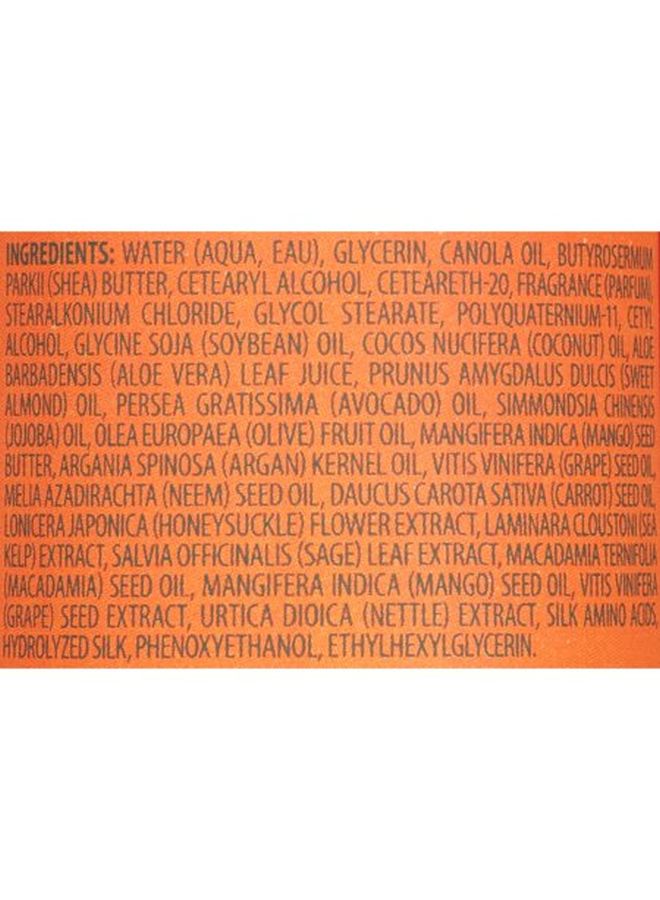 INGREDIENTS: WATER (AQUA, EAU), GLYCERIN, CANOLA OIL, BUTYROSERMUM
PARKII (SHEA) BUTTER, CETEARYL ALCOHOL, CETEARETH-20, FRAGRANCE (PARFUM),
STEARALKONIUM CHLORIDE, GLYCOL STEARATE, POLYQUATERNIUM-11, CETYL
ALCOHOL, GLYCINE SOJA (SOYBEAN) OIL, COCOS NUCIFERA (COCONUT) OIL, ALOE
BARBADENSIS (ALOE VERA) LEAF JUICE, PRUNUS AMYGDALUS DULCIS (SWEET
ALMOND) OIL, PERSEA GRATISSIMA (AVOCADO) OIL, SIMMONDSIA CHINENSIS
(JOJOBA) OIL, OLEA EUROPAEA (OLIVE) FRUIT OIL, MANGIFERA INDICA (MANGO) SEED
BUTTER, ARGANIA SPINOSA (ARGAN) KERNEL OIL, VITIS VINIFERA (GRAPE) SEED OIL,
MELIA AZADIRACHTA (NEEM) SEED OIL, DAUCUS CAROTA SATIVA (CARROT) SEED OIL,
LONICERA JAPONICA (HONEYSUCKLE) FLOWER EXTRACT, LAMINARA CLOUSTONI (SEA
KELP) EXTRACT, SALVIA OFFICINALIS (SAGE) LEAF EXTRACT, MACADAMIA TERNIFOLIA
(MACADAMIA) SEED OIL, MANGIFERA INDICA (MANGO) SEED OIL, VITIS VINIFERA
(GRAPE) SEED EXTRACT, URTICA DIOICA (NETTLE) EXTRACT, SILK AMINO ACIDS,
HYDROLYZED SILK, PHENOXYETHANOL, ETHYLHEXYLGLYCERIN.